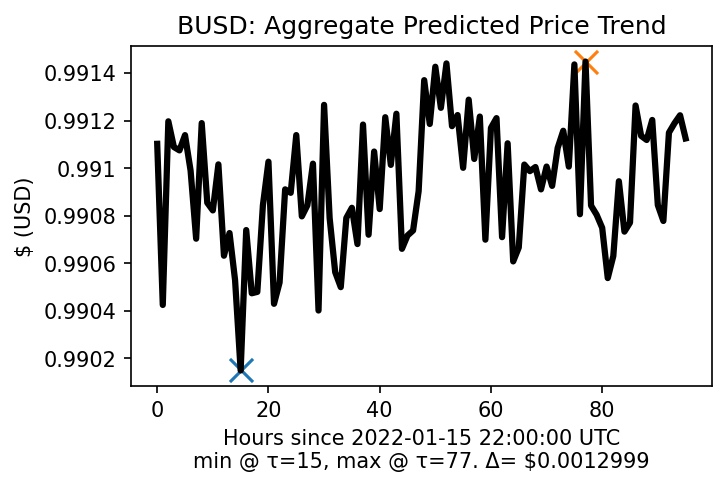 BUSD: Aggregate Predicted Price Trend
$ (USD)
0.9914
0.9912
0.991
0.9908
0.9906
0.9904
0.9902
0 20 40 60 80
Hours since 2022-01-15 22:00:00 UTC
min @ τ=15, max @ τ=77. Δ= $0.0012999